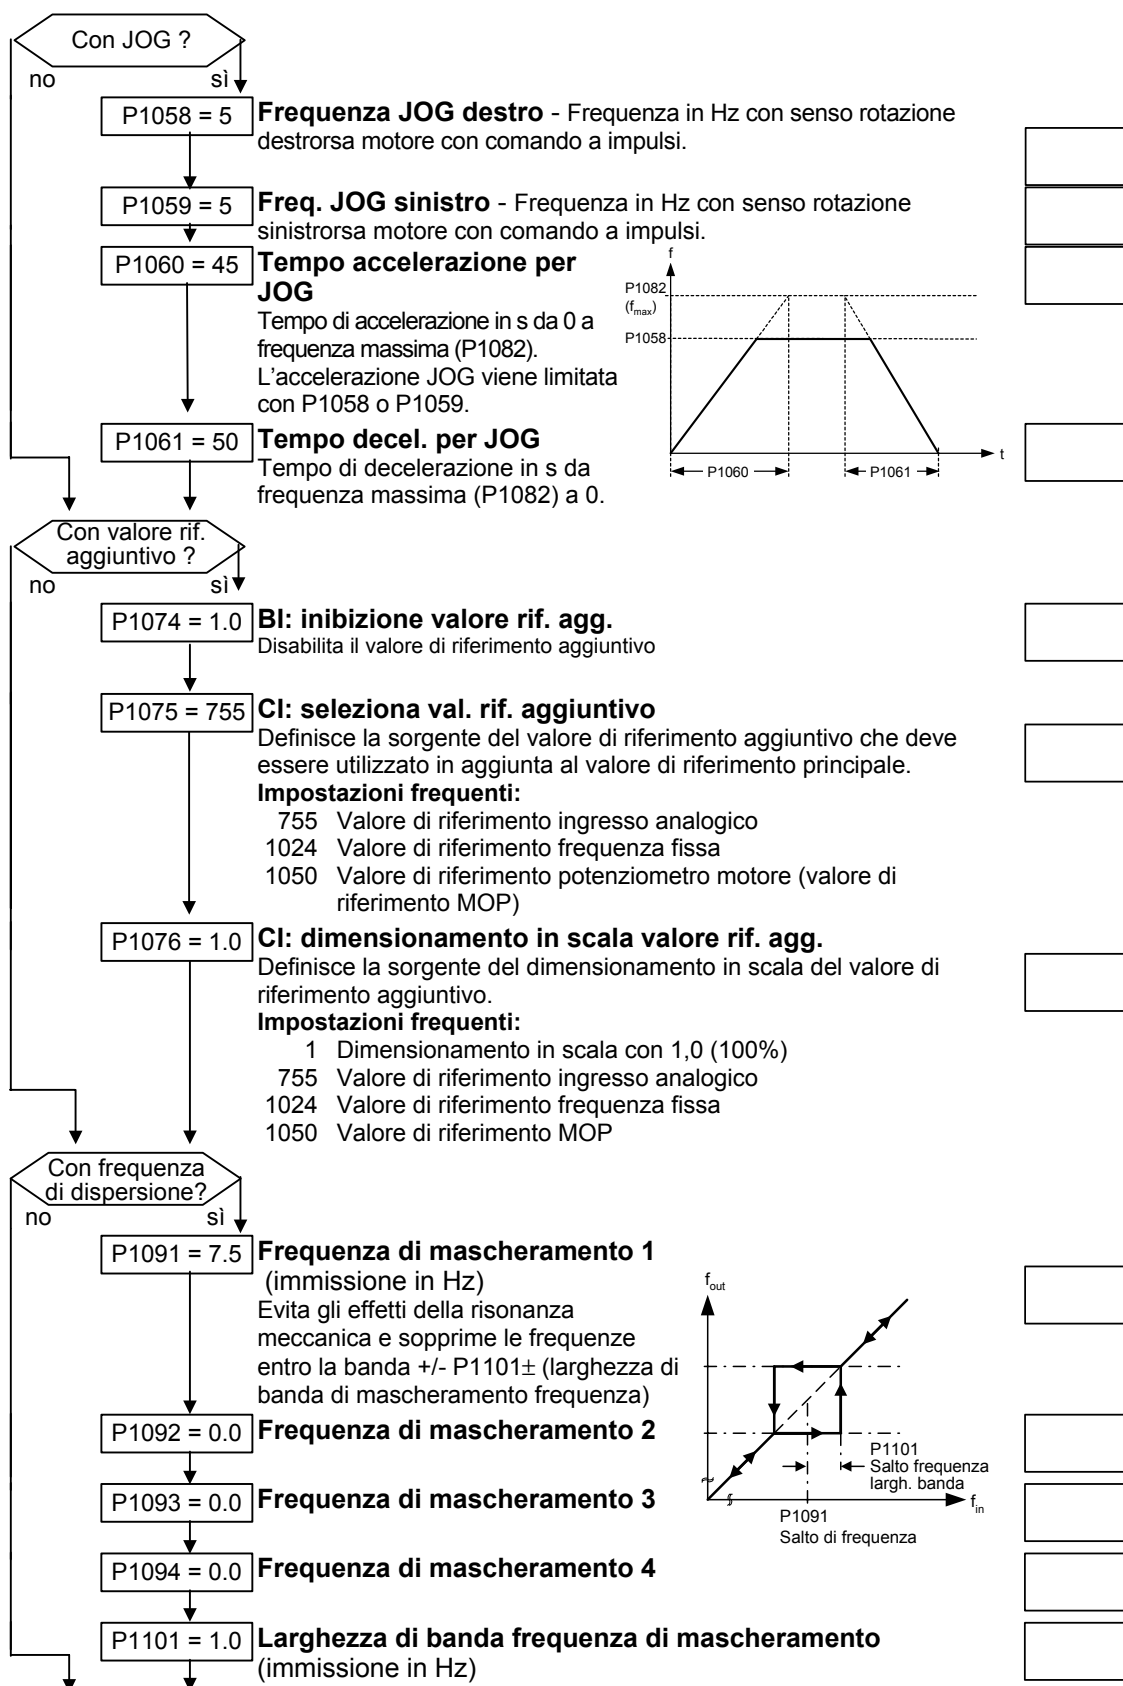 Con JOG ?
no
sì
P1058 = 5
Frequenza JOG destro - Frequenza in Hz con senso rotazione
destrorsa motore con comando a impulsi.
P1059 = 5
Freq. JOG sinistro - Frequenza in Hz con senso rotazione
sinistrorsa motore con comando a impulsi.
P1060 = 45
Tempo accelerazione per
JOG
Tempo di accelerazione in s da 0 a
frequenza massima (P1082).
L'accelerazione JOG viene limitata
con P1058 o P1059.
f
P1082
(fmax)
P1058
t
P1060
P1061
P1061 = 50
Tempo decel. per JOG
Tempo di decelerazione in s da
frequenza massima (P1082) a 0.
Con valore rif.
aggiuntivo ?
no
sì
P1074 = 1.0
BI: inibizione valore rif. agg.
Disabilita il valore di riferimento aggiuntivo
P1075 = 755
CI: seleziona val. rif. aggiuntivo
Definisce la sorgente del valore di riferimento aggiuntivo che deve
essere utilizzato in aggiunta al valore di riferimento principale.
Impostazioni frequenti:
755 Valore di riferimento ingresso analogico
1024 Valore di riferimento frequenza fissa
1050 Valore di riferimento potenziometro motore (valore di
riferimento MOP)
P1076 = 1.0
CI: dimensionamento in scala valore rif. agg.
Definisce la sorgente del dimensionamento in scala del valore di
riferimento aggiuntivo.
Impostazioni frequenti:
1 Dimensionamento in scala con 1,0 (100%)
755 Valore di riferimento ingresso analogico
1024 Valore di riferimento frequenza fissa
1050 Valore di riferimento MOP
Con frequenza
di dispersione?
no
sì
P1091 = 7.5
Frequenza di mascheramento 1
(immissione in Hz)
Evita gli effetti della risonanza
meccanica e sopprime le frequenze
entro la banda +/- P1101± (larghezza di
banda di mascheramento frequenza)
fout
P1101
Salto frequenza
largh. banda
fin
P1091
Salto di frequenza
P1092 = 0.0
Frequenza di mascheramento 2
P1093 = 0.0
Frequenza di mascheramento 3
P1094 = 0.0
Frequenza di mascheramento 4
P1101 = 1.0
Larghezza di banda frequenza di mascheramento
(immissione in Hz)